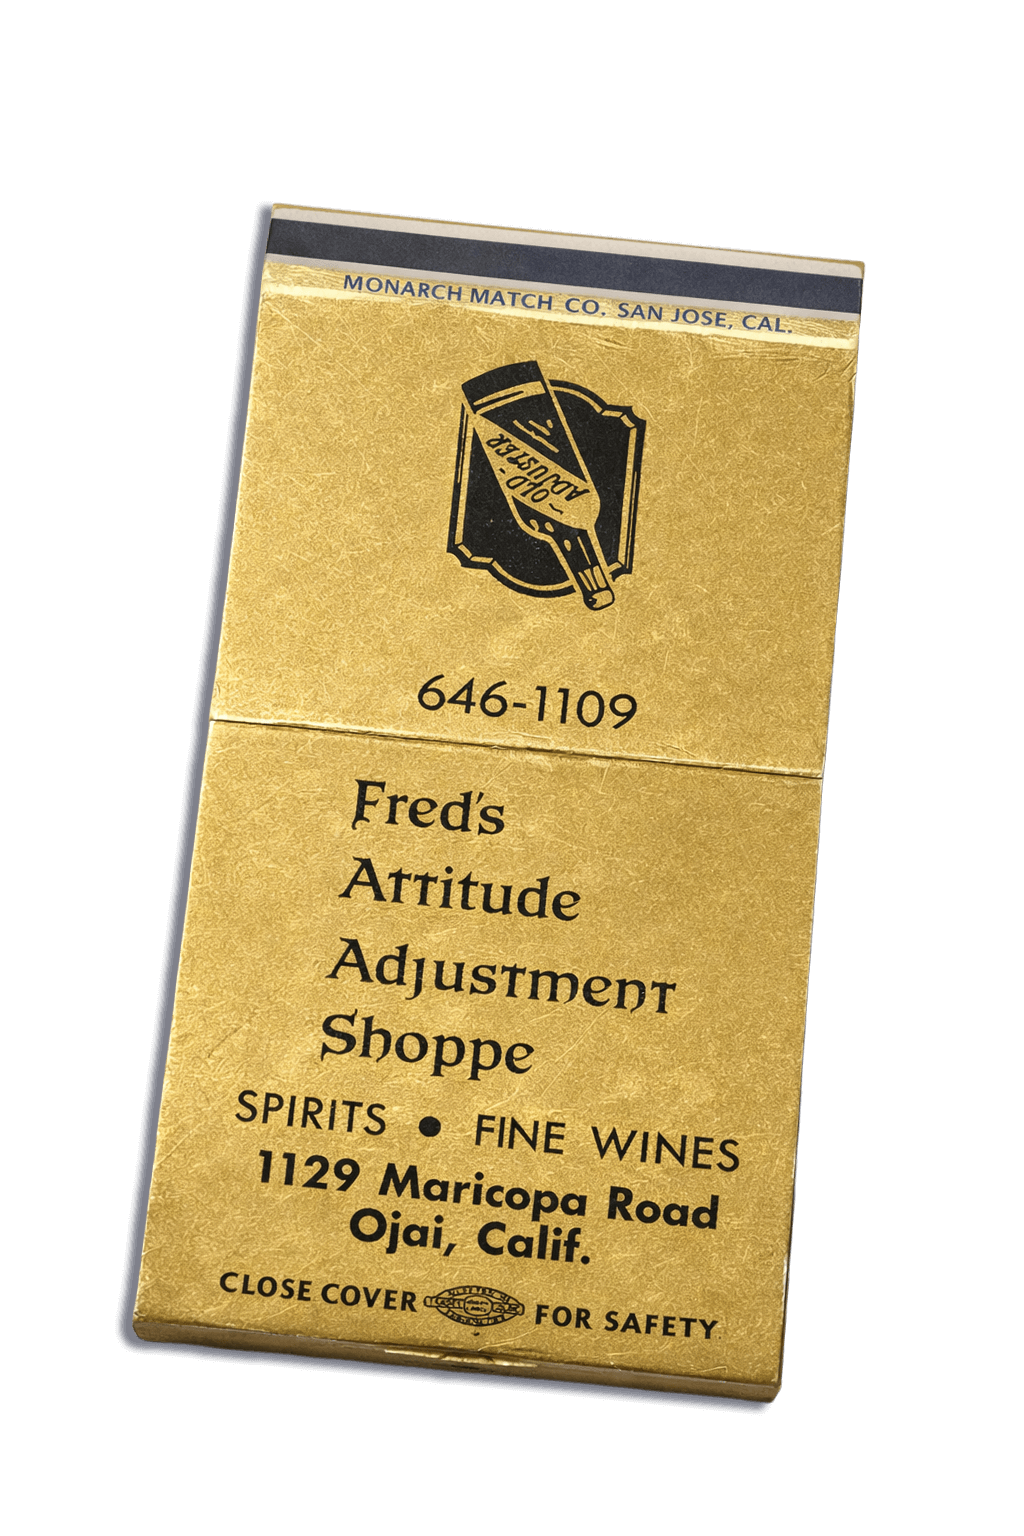 MONARCH MATCH CO. SAN JOSE, CAL.
OLD
ADJUSTER
646-1109
Fred's
Attitude
Adjustment
Shoppe
SPIRITS • FINE WINES
1129 Maricopa Road
Ojai, Calif.
CLOSE COVER FOR SAFETY